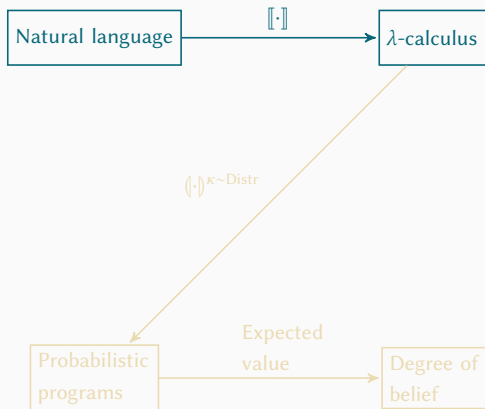 ⟦·⟧
Natural language
λ-calculus
⦇·⦈^κ∼Distr
Expected
value
Probabilistic
programs
Degree of
belief